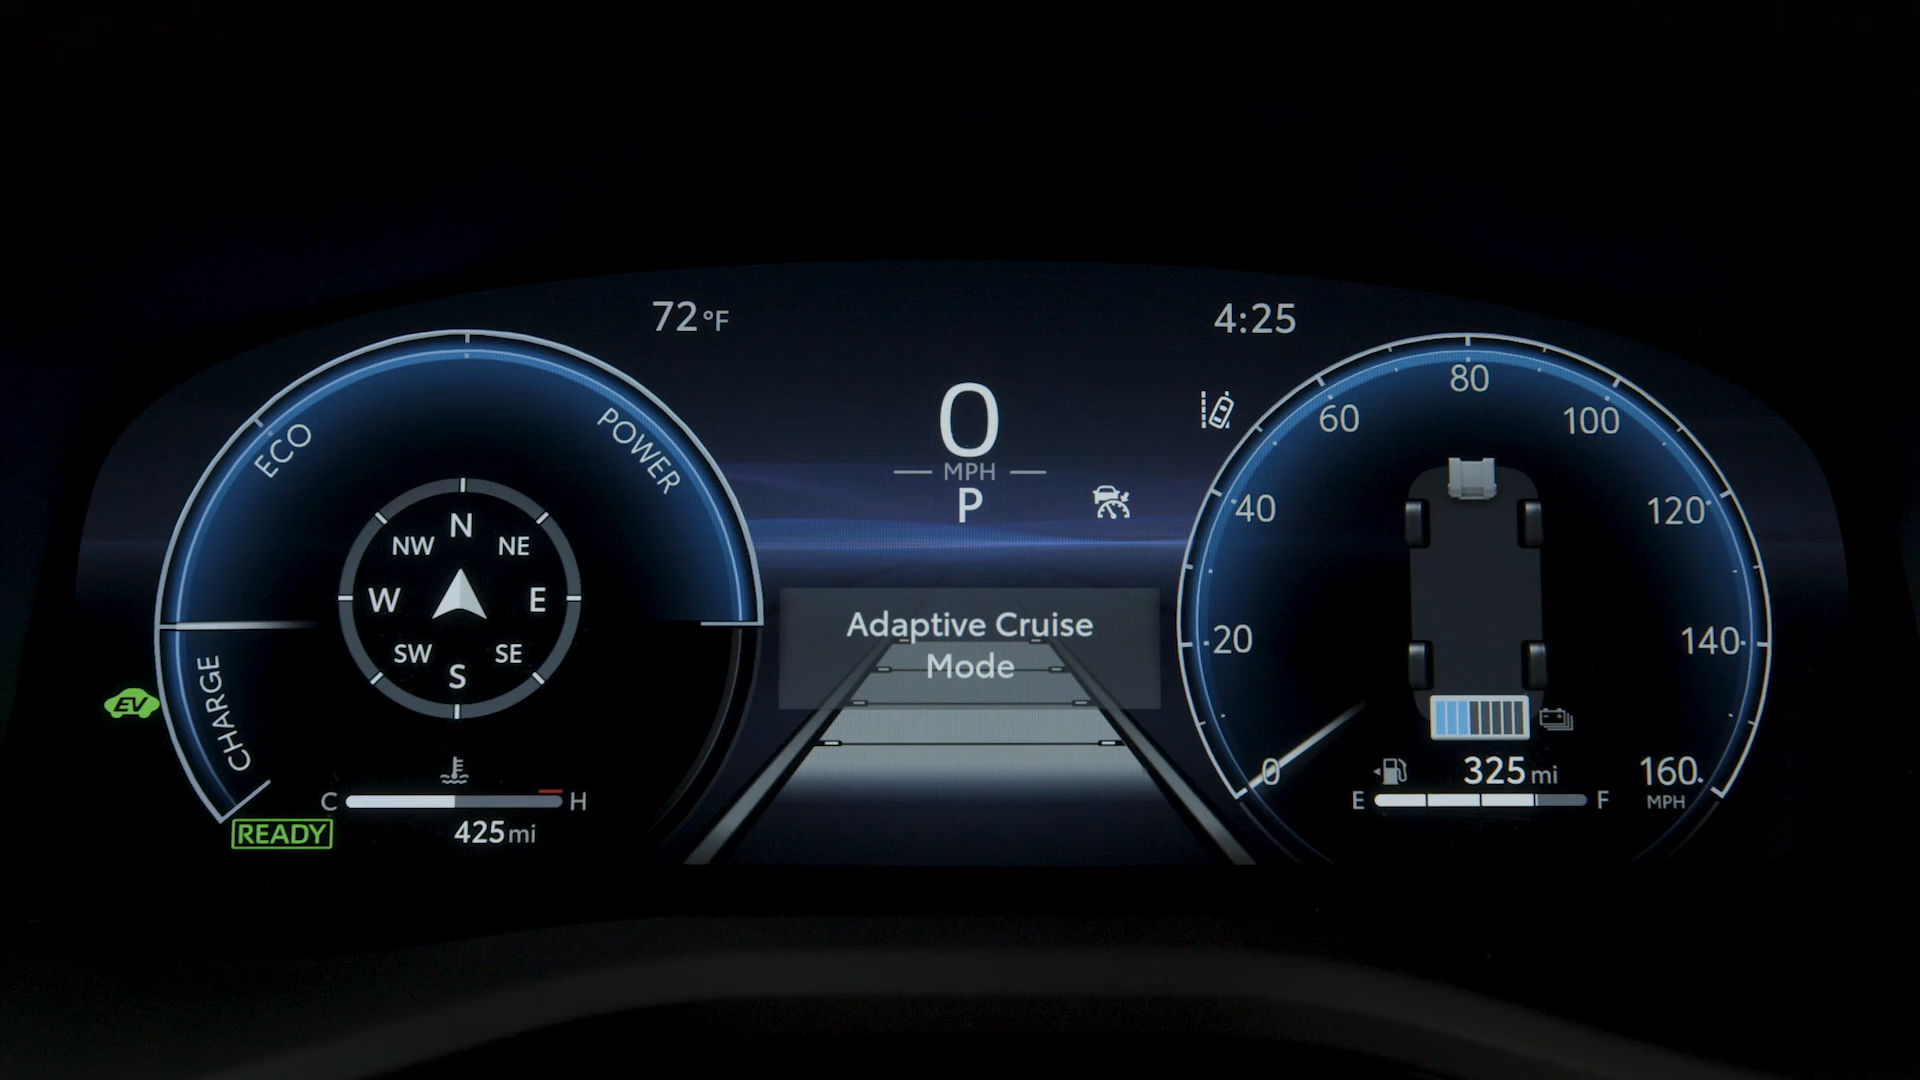 72°F
4:25
0
MPH
P
ECO
POWER
CHARGE
N
NW
NE
W
E
SW
SE
S
EV
READY
C
H
425 mi
Adaptive Cruise
Mode
0
20
40
60
80
100
120
140
160
MPH
325 mi
E
F